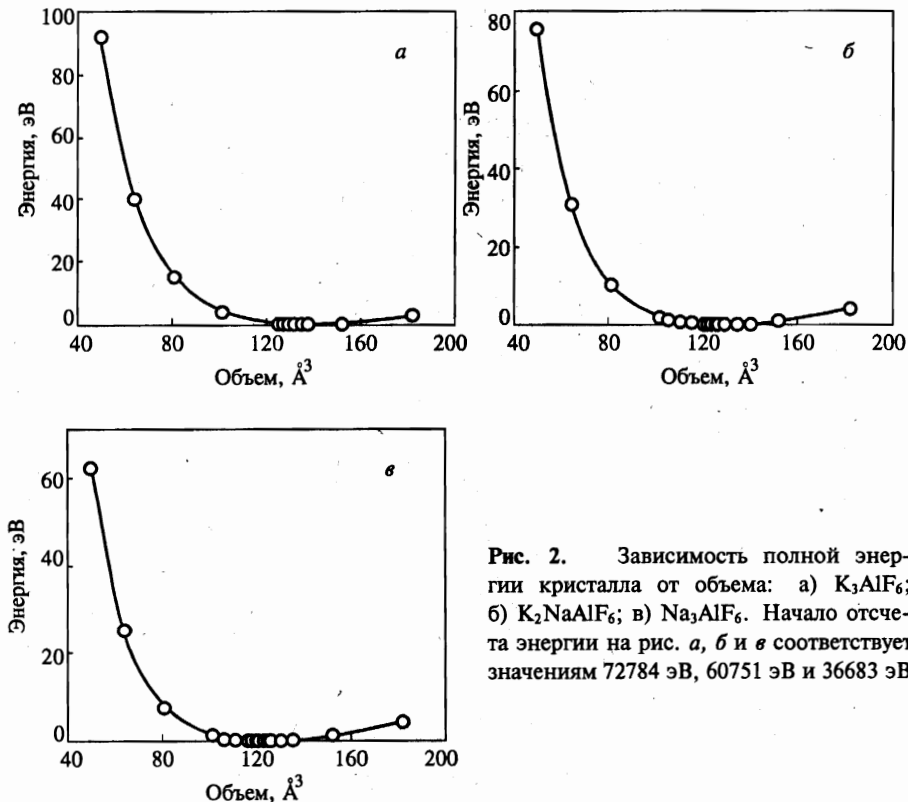 100
80
60
40
20
0
40
80
120
160
200
Энергия, эВ
Объем, Å³
а
80
60
40
20
0
40
80
120
160
200
Энергия, эВ
Объем, Å³
б
60
40
20
0
40
80
120
160
200
Энергия, эВ
Объем, Å³
в
Рис. 2. Зависимость полной энер-
гии кристалла от объема: а) K₃AlF₆;
б) K₂NaAlF₆; в) Na₃AlF₆. Начало отсче-
та энергии на рис. а, б и в соответствует
значениям 72784 эВ, 60751 эВ и 36683 эВ